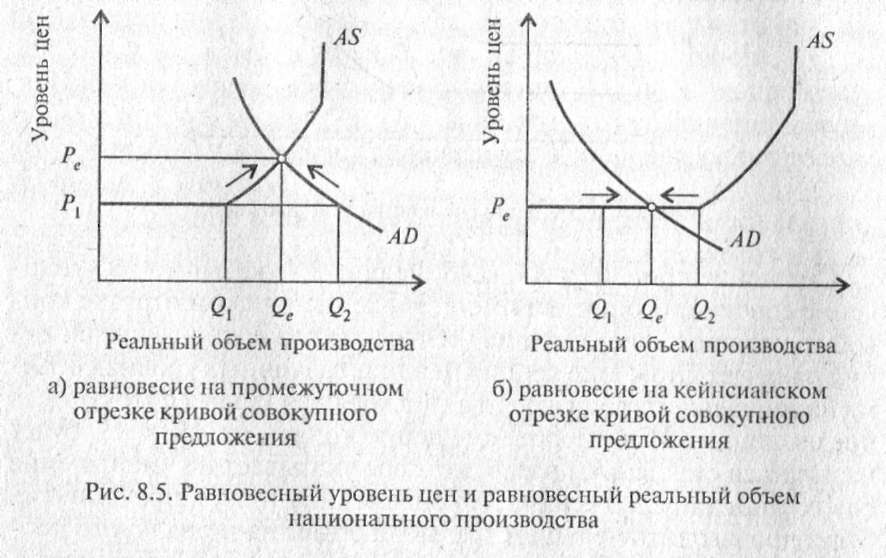 Уровень цен
AS
P_e
P_1
AD
Q_1 Q_e Q_2
Реальный объем производства
а) равновесие на промежуточном
отрезке кривой совокупного
предложения
Уровень цен
AS
P_e
AD
Q_1 Q_e Q_2
Реальный объем производства
б) равновесие на кейнсианском
отрезке кривой совокупного
предложения
Рис. 8.5. Равновесный уровень цен и равновесный реальный объем
национального производства